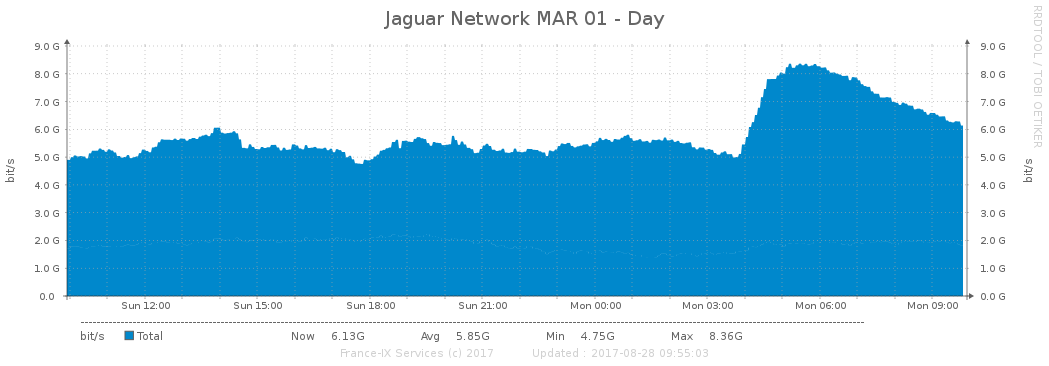 Jaguar Network MAR 01 - Day
RRDTOOL / TOBI OETIKER
bit/s
9.0 G
8.0 G
7.0 G
6.0 G
5.0 G
4.0 G
3.0 G
2.0 G
1.0 G
0.0
9.0 G
8.0 G
7.0 G
6.0 G
5.0 G
4.0 G
3.0 G
2.0 G
1.0 G
0.0 G
bit/s
Sun 12:00 Sun 15:00 Sun 18:00 Sun 21:00 Mon 00:00 Mon 03:00 Mon 06:00 Mon 09:00
bit/s Total Now 6.13G Avg 5.85G Min 4.75G Max 8.36G
France-IX Services (c) 2017 Updated : 2017-08-28 09:55:03